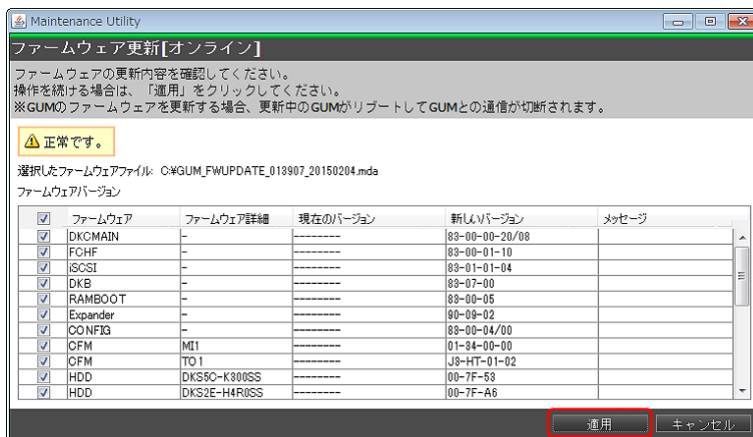 Maintenance Utility
ファームウェア更新[オンライン]
ファームウェアの更新内容を確認してください。
操作を続ける場合は、「適用」をクリックしてください。
※GUMのファームウェアを更新する場合、更新中のGUMがリブートしてGUMとの通信が切断されます。
正常です。
選択したファームウェアファイル: C:¥GUM_FWUPDATE_013907_20150204.mda
ファームウェアバージョン
ファームウェア ファームウェア詳細 現在のバージョン 新しいバージョン メッセージ
DKCMAIN - -------- 83-00-00-20/08
FCHF - -------- 83-00-01-10
iSCSI - -------- 83-01-01-04
DKB - -------- 83-07-00
RAMBOOT - -------- 83-00-05
Expander - -------- 90-09-02
CONFIG - -------- 83-00-04/00
CFM MI1 -------- 01-34-00-00
CFM TO1 -------- J3-HT-01-02
HDD DKS5C-K300SS -------- 00-7F-53
HDD DKS2E-H4R0SS -------- 00-7F-A6
適用 キャンセル